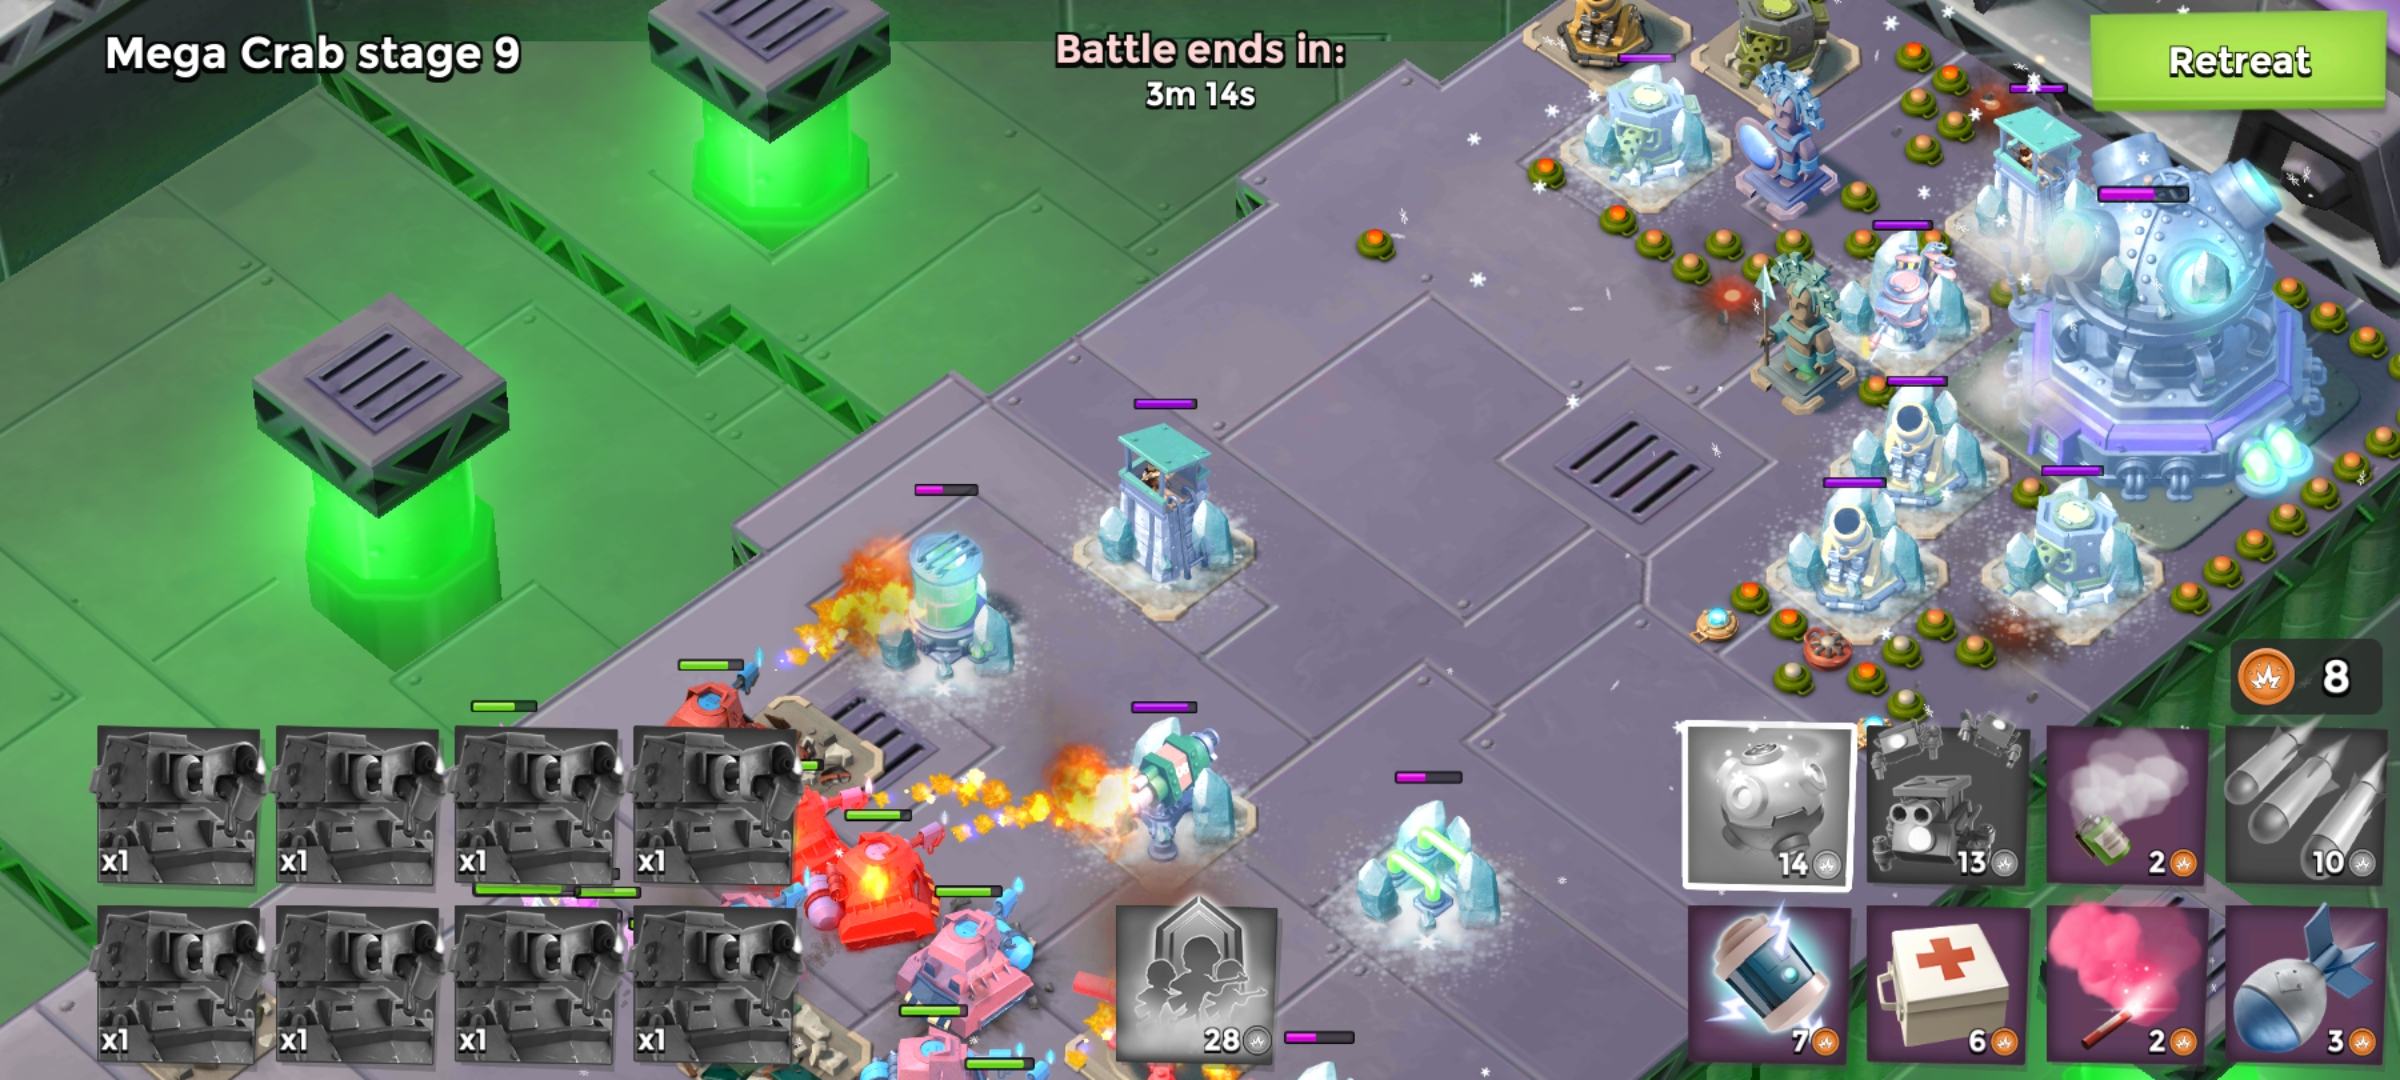 Mega Crab stage 9
Battle ends in:
3m 14s
Retreat
8
x1
x1
x1
x1
14
13
2
10
x1
x1
x1
x1
28
7
6
2
3